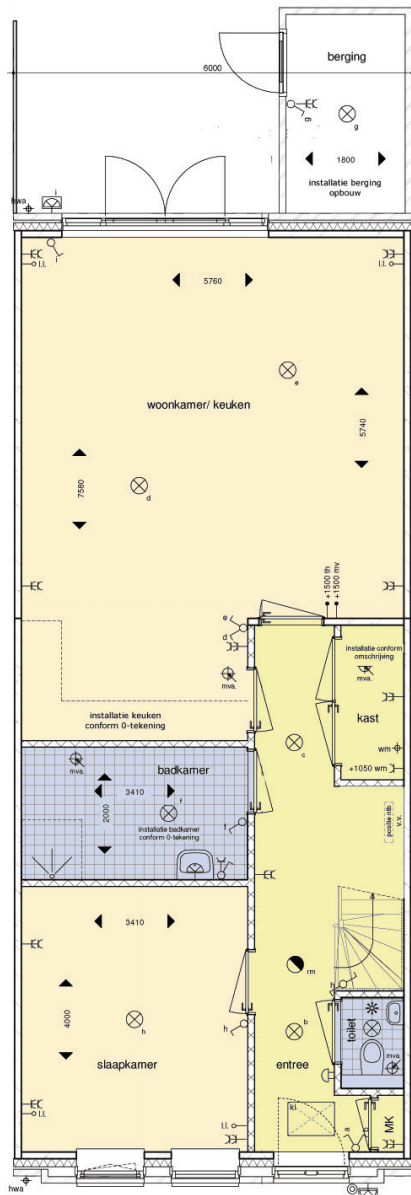 berging
6000
g
g
1800
installatie berging
opbouw
hwa
i
l.l.
i
l.l.
5760
e
woonkamer/ keuken
5740
7580
d
+1500 th
+1500 mv
e
d
installatie conform
omschrijving
mva.
mva.
kast
installatie keuken
conform 0-tekening
c
wm
badkamer
mva.
+1050 wm
3410
f
2000
installatie badkamer
conform 0-tekening
f
positie ntb
v.v.
3410
rm
h
4000
h
h
b
toilet
slaapkamer
entree
mva
l.l.
kl.
l.l.
a
MK
hwa